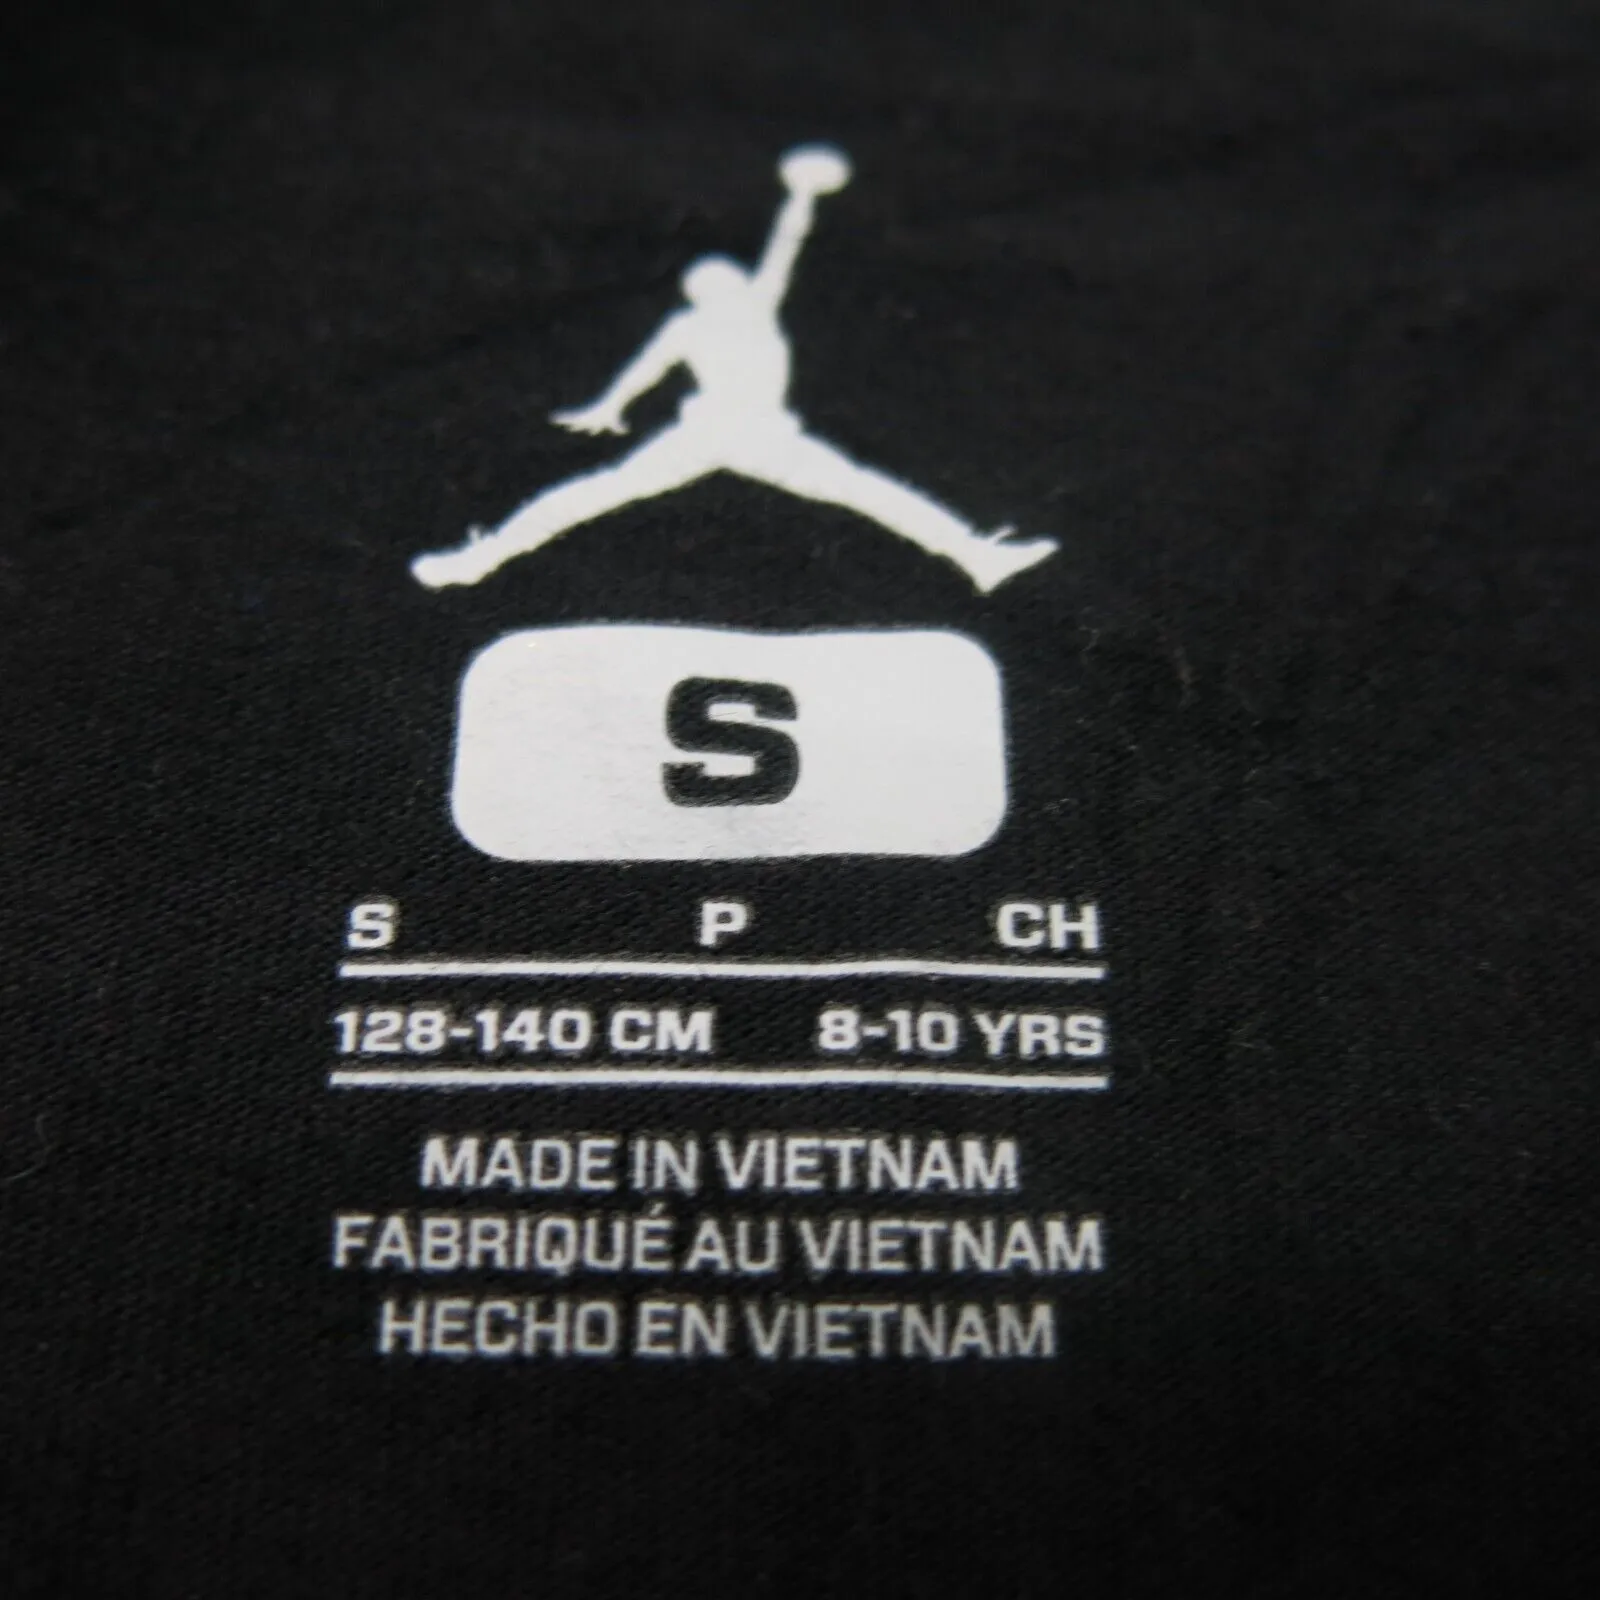 S
S P CH
128-140 CM 8-10 YRS
MADE IN VIETNAM
FABRIQUÉ AU VIETNAM
HECHO EN VIETNAM